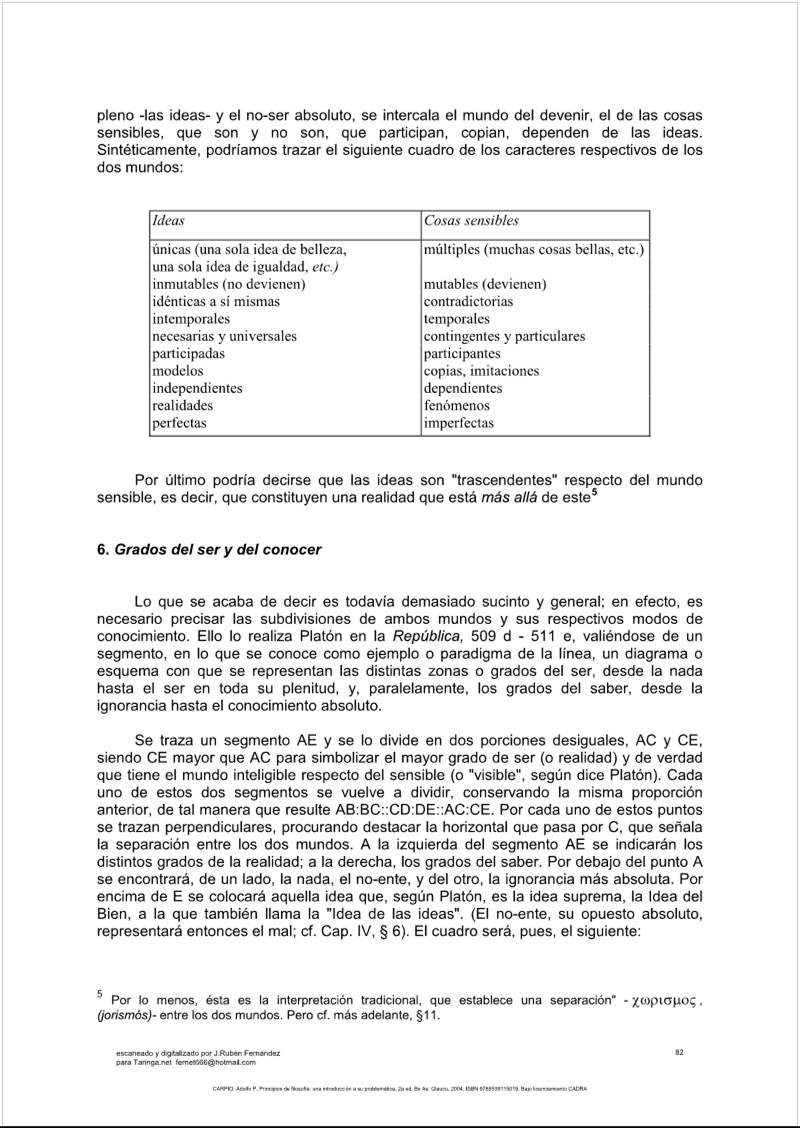 pleno -las ideas- y el no-ser absoluto, se intercala el mundo del devenir, el de las cosas
sensibles, que son y no son, que participan, copian, dependen de las ideas.
Sintéticamente, podríamos trazar el siguiente cuadro de los caracteres respectivos de los
dos mundos:
Ideas Cosas sensibles
únicas (una sola idea de belleza, múltiples (muchas cosas bellas, etc.)
una sola idea de igualdad, etc.)
inmutables (no devienen) mutables (devienen)
idénticas a sí mismas contradictorias
intemporales temporales
necesarias y universales contingentes y particulares
participadas participantes
modelos copias, imitaciones
independientes dependientes
realidades fenómenos
perfectas imperfectas
Por último podría decirse que las ideas son "trascendentes" respecto del mundo
sensible, es decir, que constituyen una realidad que está más allá de este5
6. Grados del ser y del conocer
Lo que se acaba de decir es todavía demasiado sucinto y general; en efecto, es
necesario precisar las subdivisiones de ambos mundos y sus respectivos modos de
conocimiento. Ello lo realiza Platón en la República, 509 d - 511 e, valiéndose de un
segmento, en lo que se conoce como ejemplo o paradigma de la línea, un diagrama o
esquema con que se representan las distintas zonas o grados del ser, desde la nada
hasta el ser en toda su plenitud, y, paralelamente, los grados del saber, desde la
ignorancia hasta el conocimiento absoluto.
Se traza un segmento AE y se lo divide en dos porciones desiguales, AC y CE,
siendo CE mayor que AC para simbolizar el mayor grado de ser (o realidad) y de verdad
que tiene el mundo inteligible respecto del sensible (o "visible", según dice Platón). Cada
uno de estos dos segmentos se vuelve a dividir, conservando la misma proporción
anterior, de tal manera que resulte AB:BC::CD:DE::AC:CE. Por cada uno de estos puntos
se trazan perpendiculares, procurando destacar la horizontal que pasa por C, que señala
la separación entre los dos mundos. A la izquierda del segmento AE se indicarán los
distintos grados de la realidad; a la derecha, los grados del saber. Por debajo del punto A
se encontrará, de un lado, la nada, el no-ente, y del otro, la ignorancia más absoluta. Por
encima de E se colocará aquella idea que, según Platón, es la idea suprema, la Idea del
Bien, a la que también llama la "Idea de las ideas". (El no-ente, su opuesto absoluto,
representará entonces el mal; cf. Cap. IV, § 6). El cuadro será, pues, el siguiente:
5 Por lo menos, ésta es la interpretación tradicional, que establece una separación" - χωρισμος ,
(jorismós)- entre los dos mundos. Pero cf. más adelante, §11.
escaneado y digitalizado por J.Rubén Fernández 82
para Taringa.net fernet666@hotmail.com
CARPIO, Adolfo P. Principios de filosofía: una introducción a su problemática, 2a ed. Bs As: Glauco, 2004, ISBN 9789509115019. Bajo licenciamiento CADRA